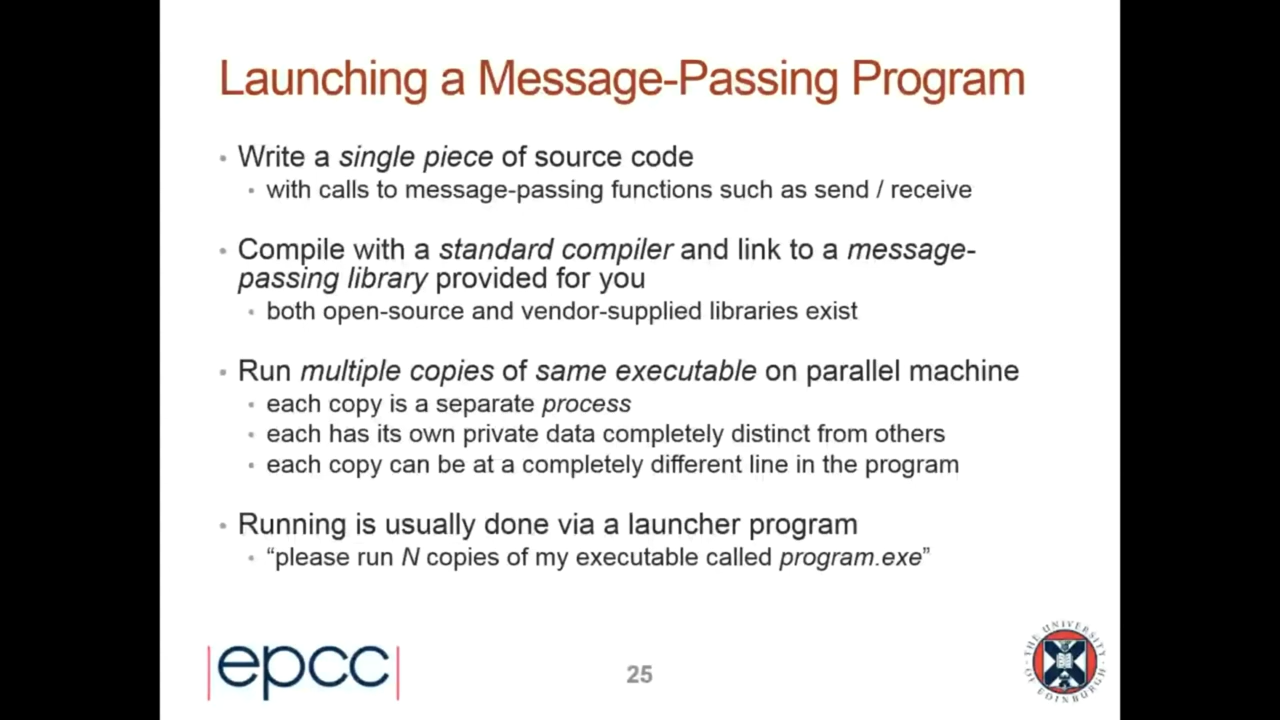 Launching a Message-Passing Program
• Write a single piece of source code
• with calls to message-passing functions such as send / receive
• Compile with a standard compiler and link to a message-
passing library provided for you
• both open-source and vendor-supplied libraries exist
• Run multiple copies of same executable on parallel machine
• each copy is a separate process
• each has its own private data completely distinct from others
• each copy can be at a completely different line in the program
• Running is usually done via a launcher program
• “please run N copies of my executable called program.exe”
|epcc|
25
THE UNIVERSITY
OF EDINBURGH